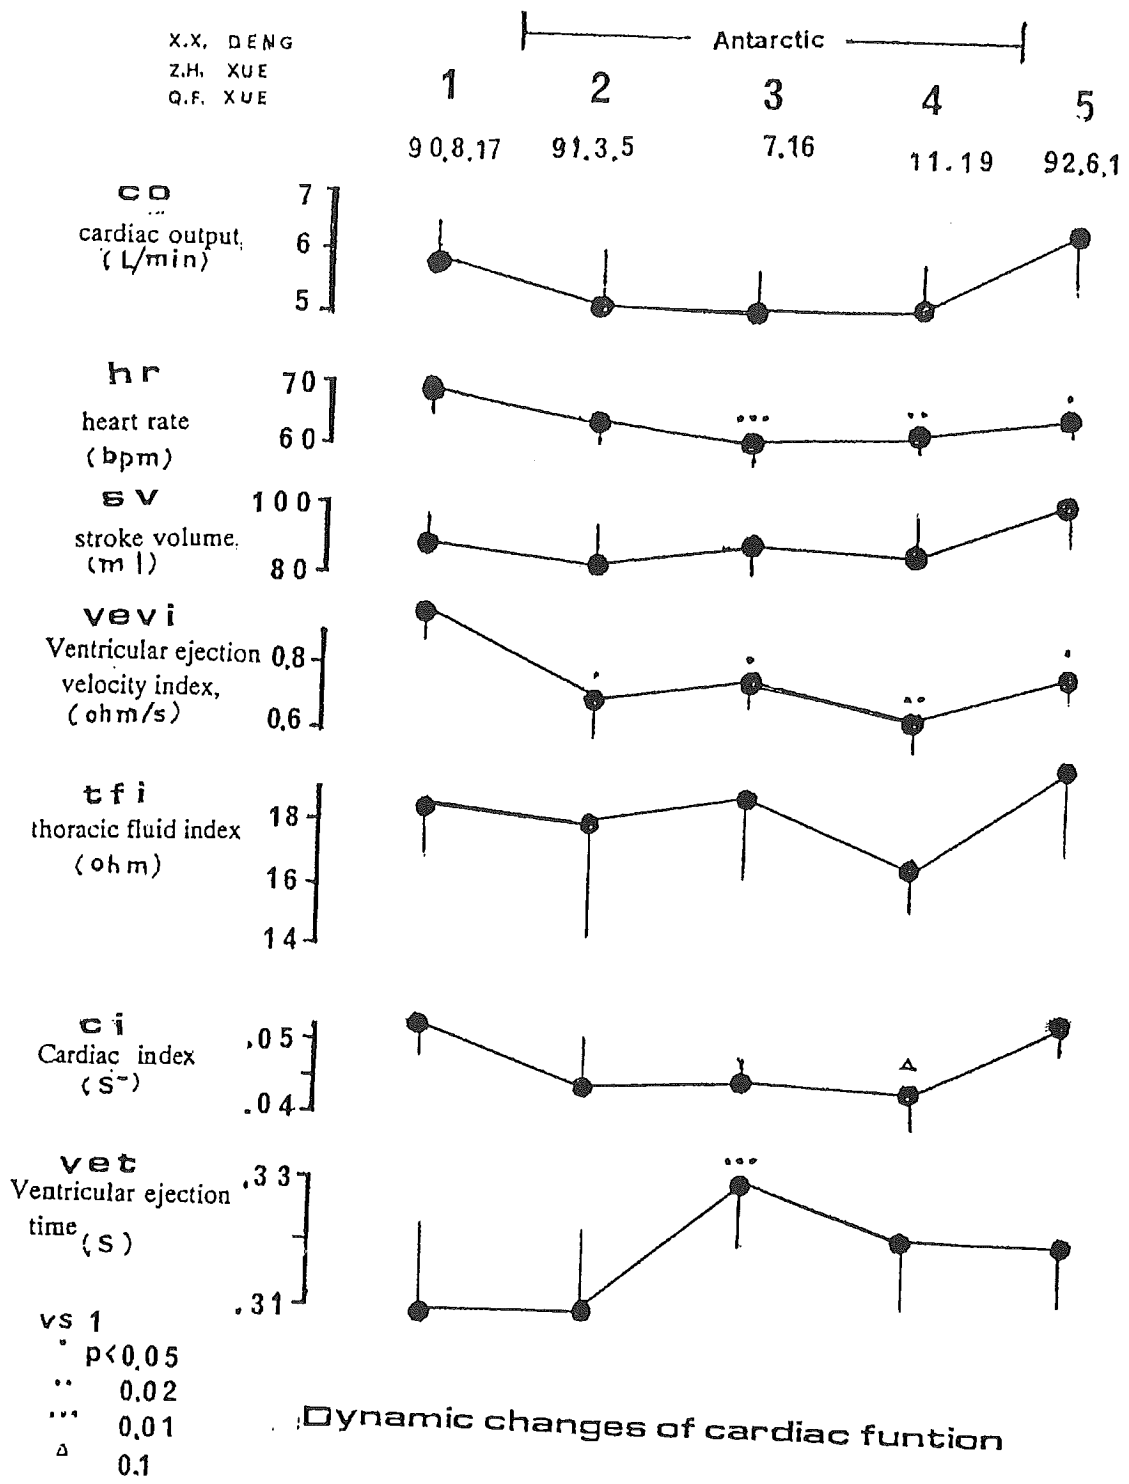 X.X. DENG
Z.H. XUE
Q.F. XUE
Antarctic
1 2 3 4 5
90.8.17 91.3.5 7.16 11.19 92.6.1
co
cardiac output
(L/min)
7
6
5
hr
heart rate
(bpm)
70
60
sv
stroke volume
(ml)
100
80
vevi
Ventricular ejection
velocity index,
(ohm/s)
0.8
0.6
tfi
thoracic fluid index
(ohm)
18
16
14
ci
Cardiac index
(S-)
.05
.04
vet
Ventricular ejection
time (S)
.33
.31
vs 1
• p<0.05
•• 0.02
••• 0.01
Δ 0.1
Dynamic changes of cardiac funtion